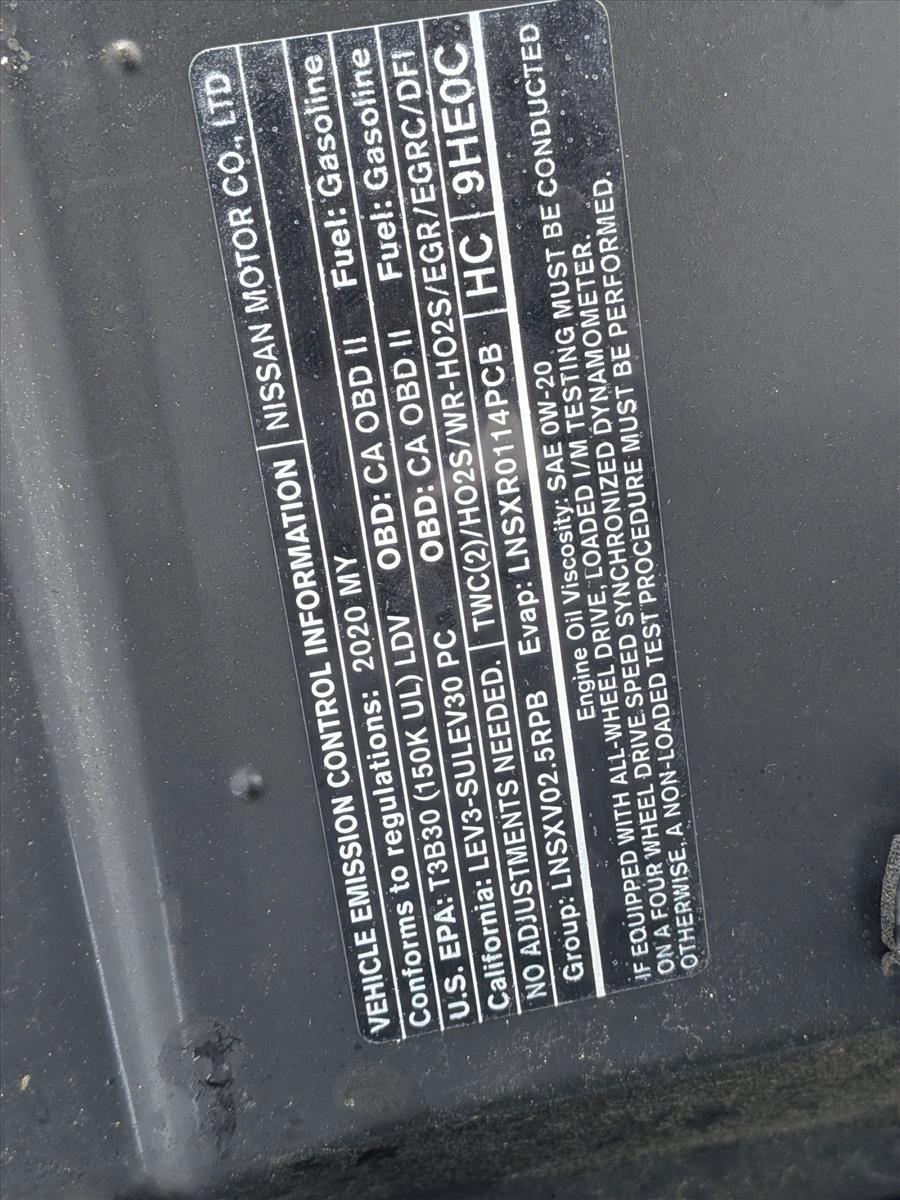 VEHICLE EMISSION CONTROL INFORMATION NISSAN MOTOR CO., LTD
Conforms to regulations: 2020 MY
U.S. EPA: T3B30 (150K UL) LDV OBD: CA OBD II Fuel: Gasoline
California: LEV3-SULEV30 PC OBD: CA OBD II Fuel: Gasoline
NO ADJUSTMENTS NEEDED. TWC(2)/HO2S/WR-HO2S/EGR/EGRC/DFI
Group: LNSXV02.5RPB Evap: LNSXR0114PCB HC 9HE0C
Engine Oil Viscosity: SAE 0W-20
IF EQUIPPED WITH ALL-WHEEL DRIVE, LOADED I/M TESTING MUST BE CONDUCTED
ON A FOUR WHEEL DRIVE SPEED SYNCHRONIZED DYNAMOMETER.
OTHERWISE, A NON-LOADED TEST PROCEDURE MUST BE PERFORMED.